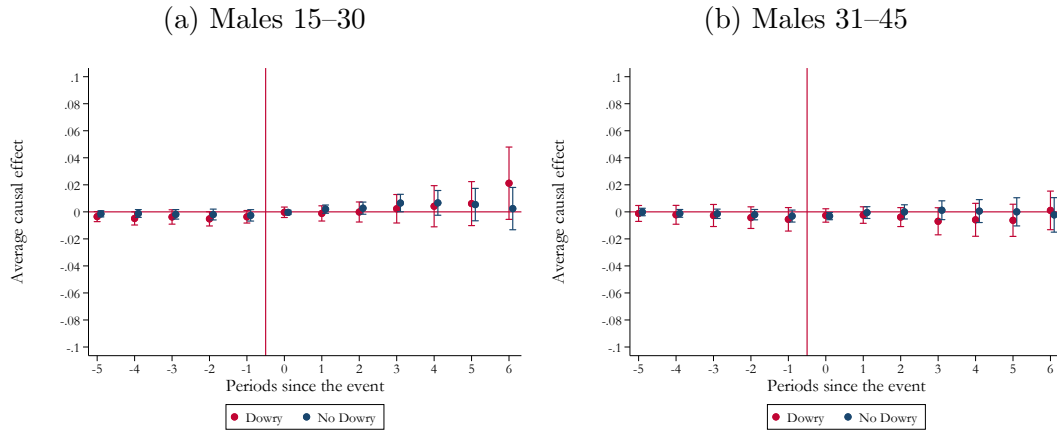 (a) Males 15–30
.1
.08
.06
.04
.02
0
-.02
-.04
-.06
-.08
-.1
Average causal effect
-5 -4 -3 -2 -1 0 1 2 3 4 5 6
Periods since the event
Dowry No Dowry
(b) Males 31–45
.1
.08
.06
.04
.02
0
-.02
-.04
-.06
-.08
-.1
Average causal effect
-5 -4 -3 -2 -1 0 1 2 3 4 5 6
Periods since the event
Dowry No Dowry